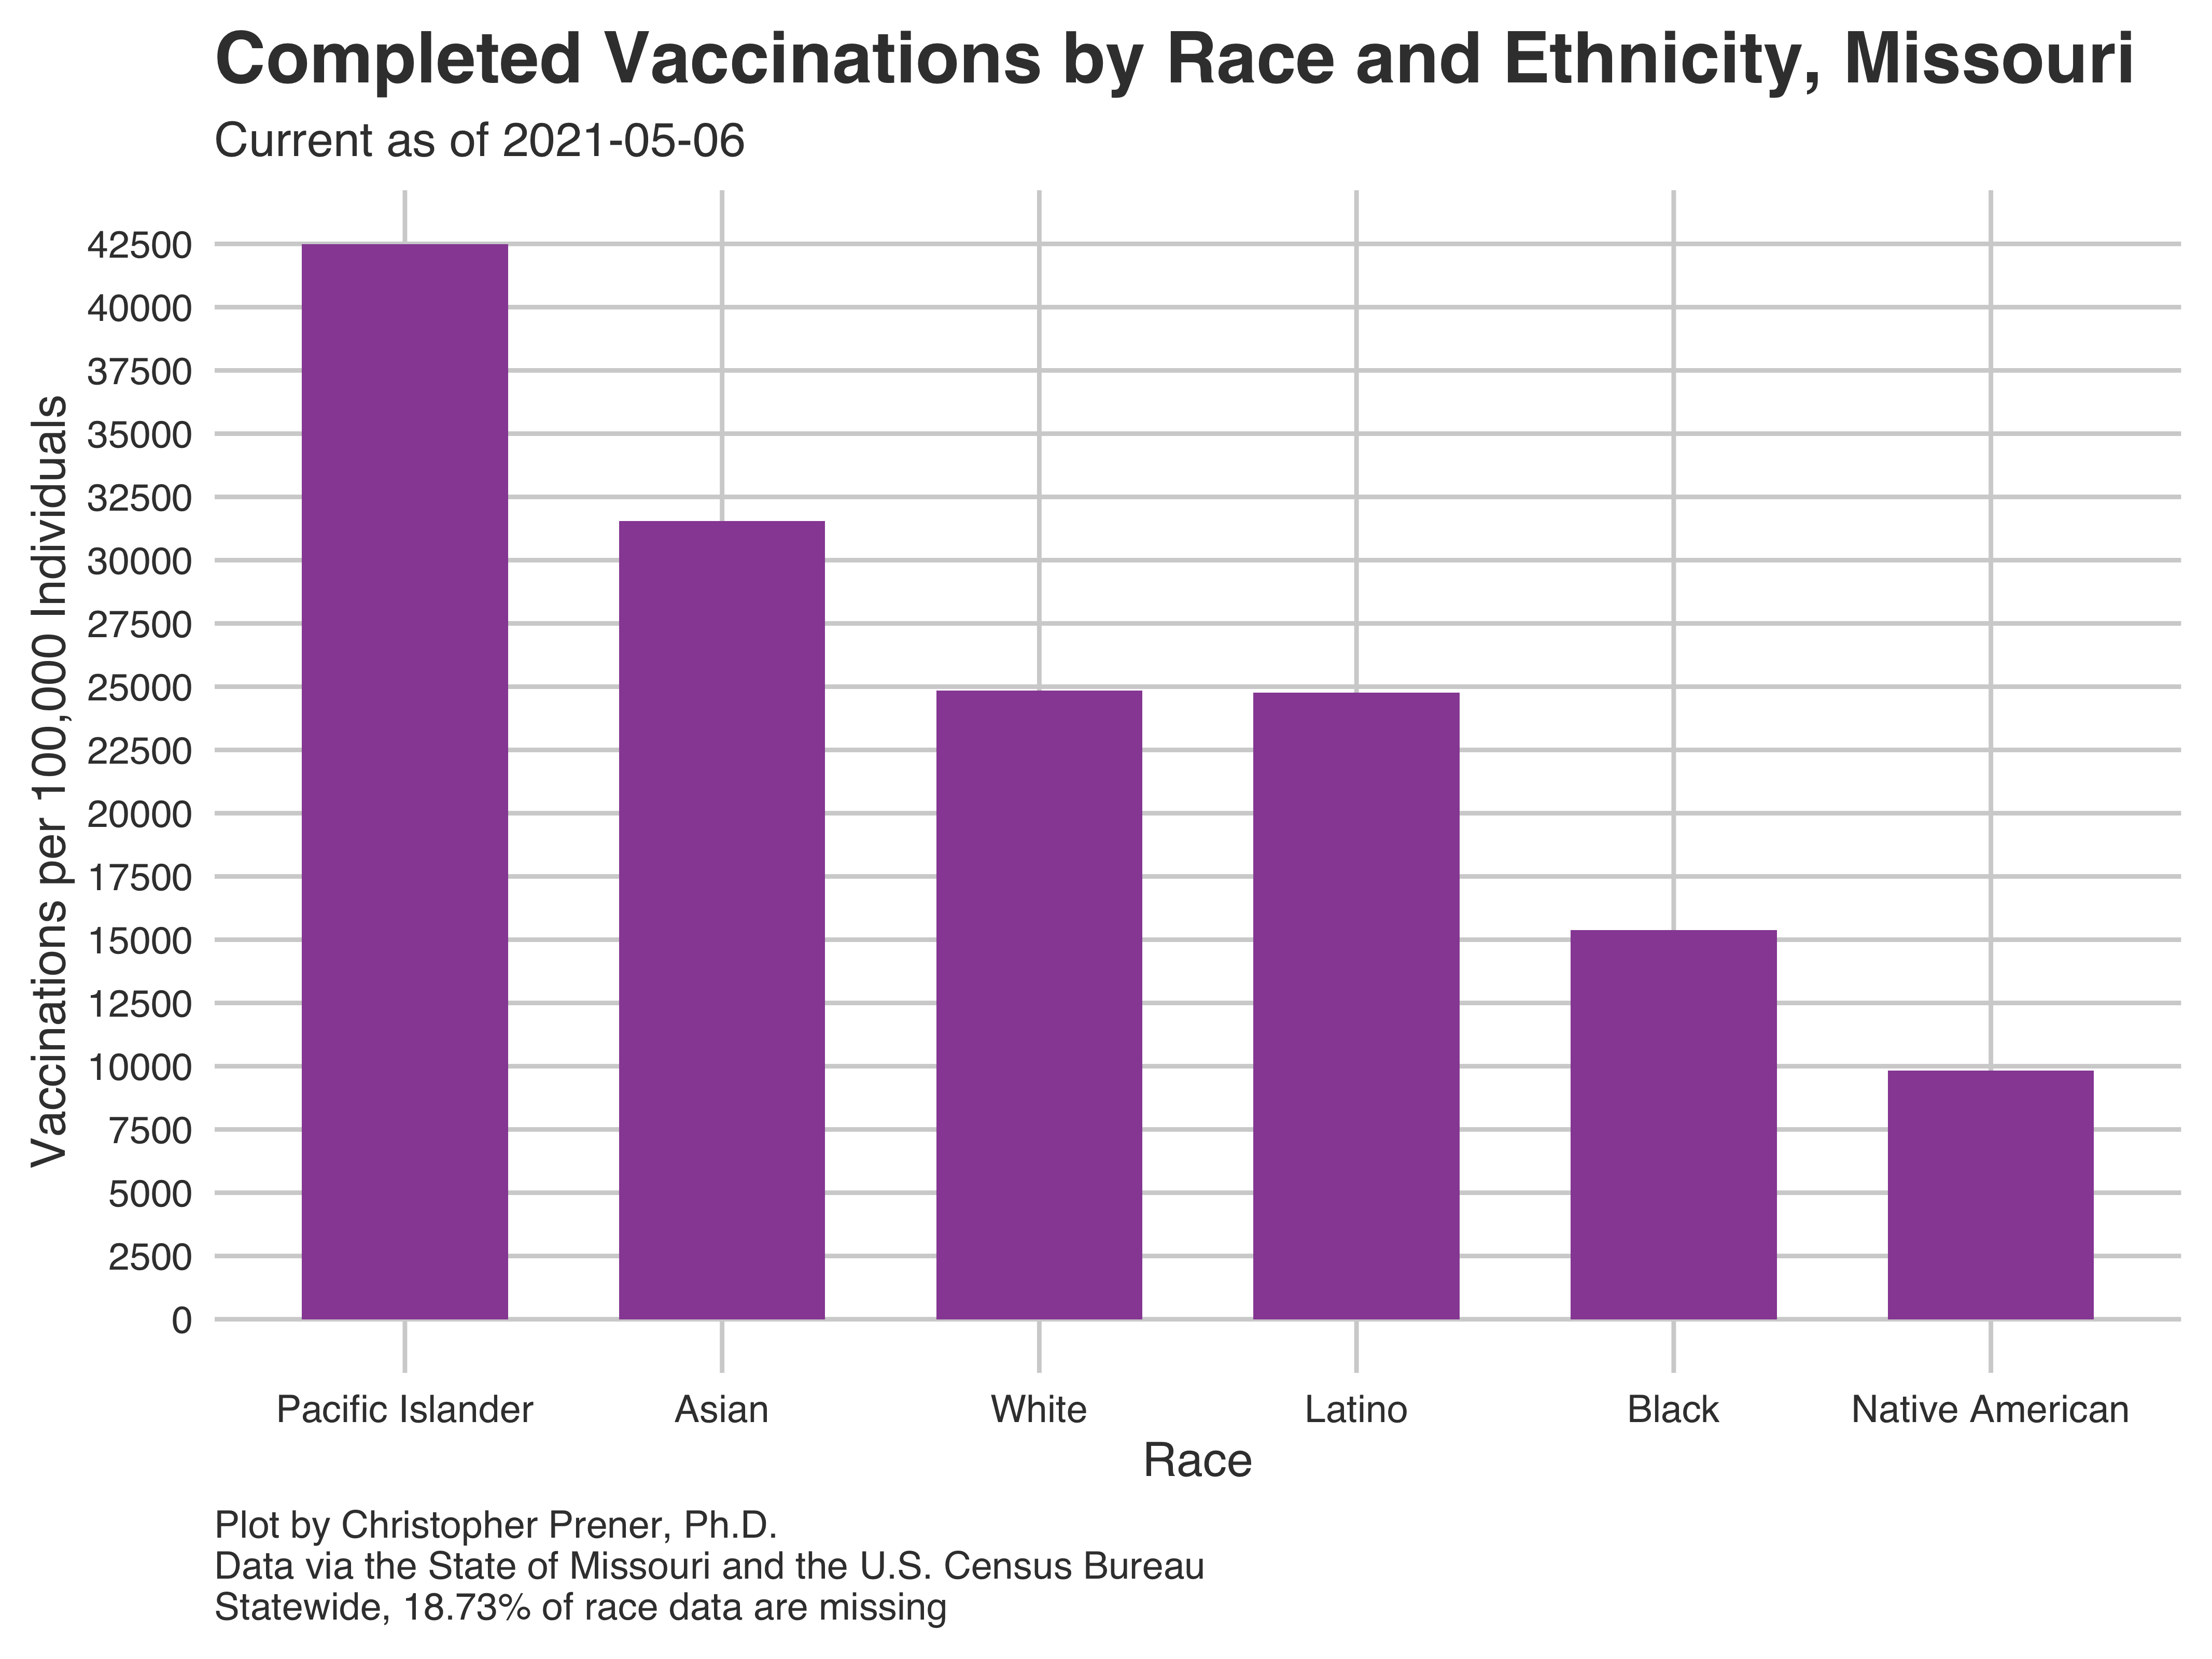 Completed Vaccinations by Race and Ethnicity, Missouri
Current as of 2021-05-06
Vaccinations per 100,000 Individuals
42500
40000
37500
35000
32500
30000
27500
25000
22500
20000
17500
15000
12500
10000
7500
5000
2500
0
Pacific Islander Asian White Latino Black Native American
Race
Plot by Christopher Prener, Ph.D.
Data via the State of Missouri and the U.S. Census Bureau
Statewide, 18.73% of race data are missing